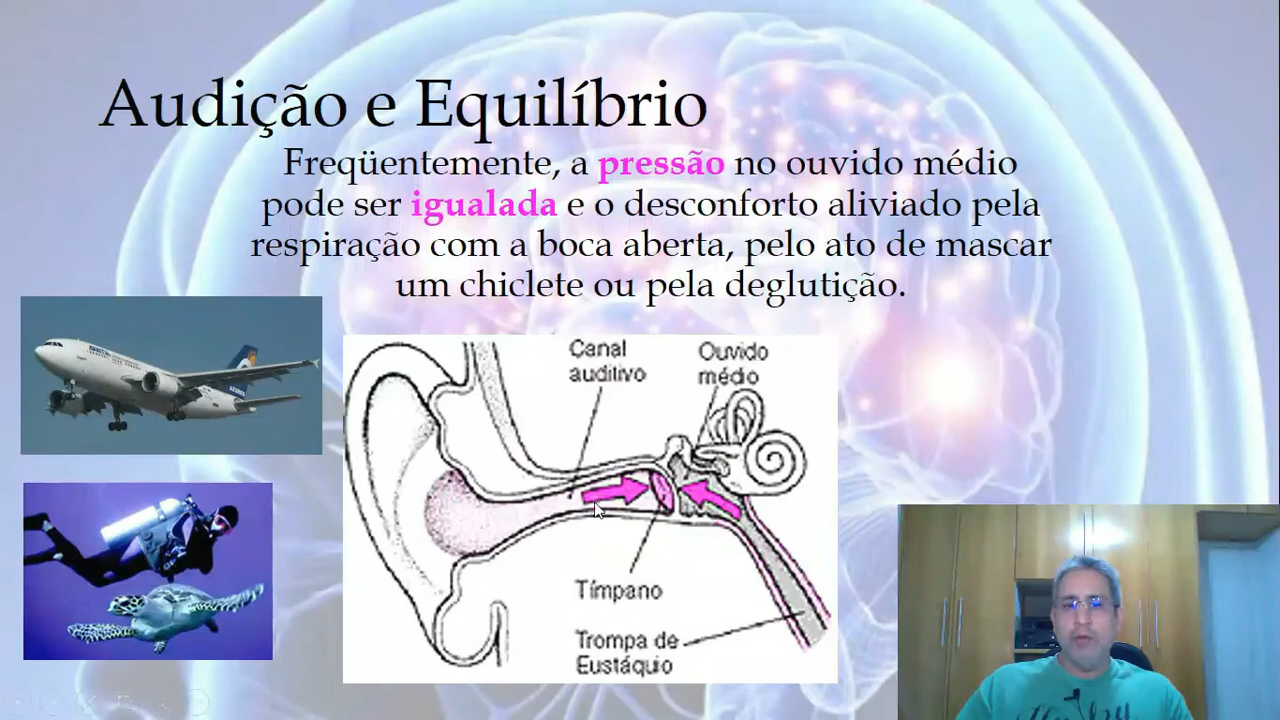 Audição e Equilíbrio
Freqüentemente, a pressão no ouvido médio
pode ser igualada e o desconforto aliviado pela
respiração com a boca aberta, pelo ato de mascar
um chiclete ou pela deglutição.
Canal
auditivo
Ouvido
médio
Tímpano
Trompa de
Eustáquio